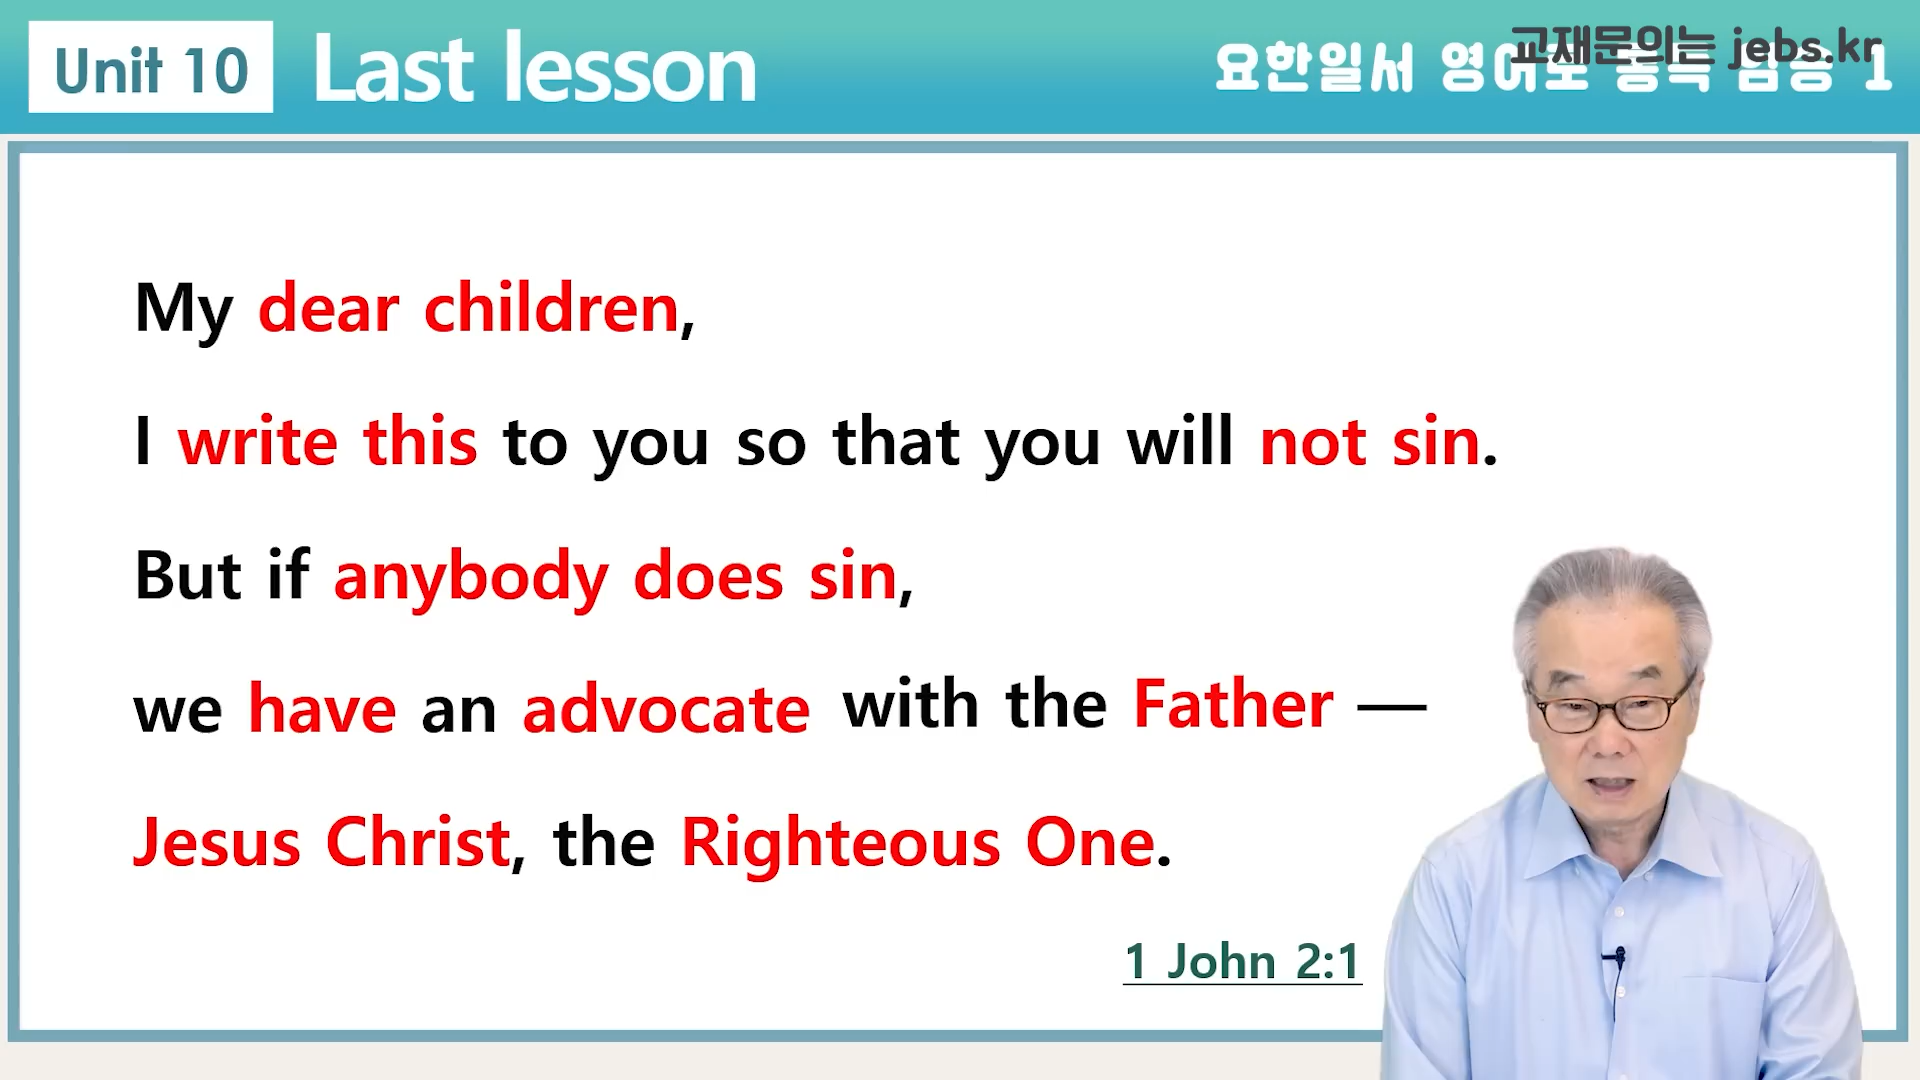 Unit 10 Last lesson
교재문의는 jebs.kr
요한일서 영어로 통독 암송 1
My dear children,
I write this to you so that you will not sin.
But if anybody does sin,
we have an advocate with the Father —
Jesus Christ, the Righteous One.
1 John 2:1